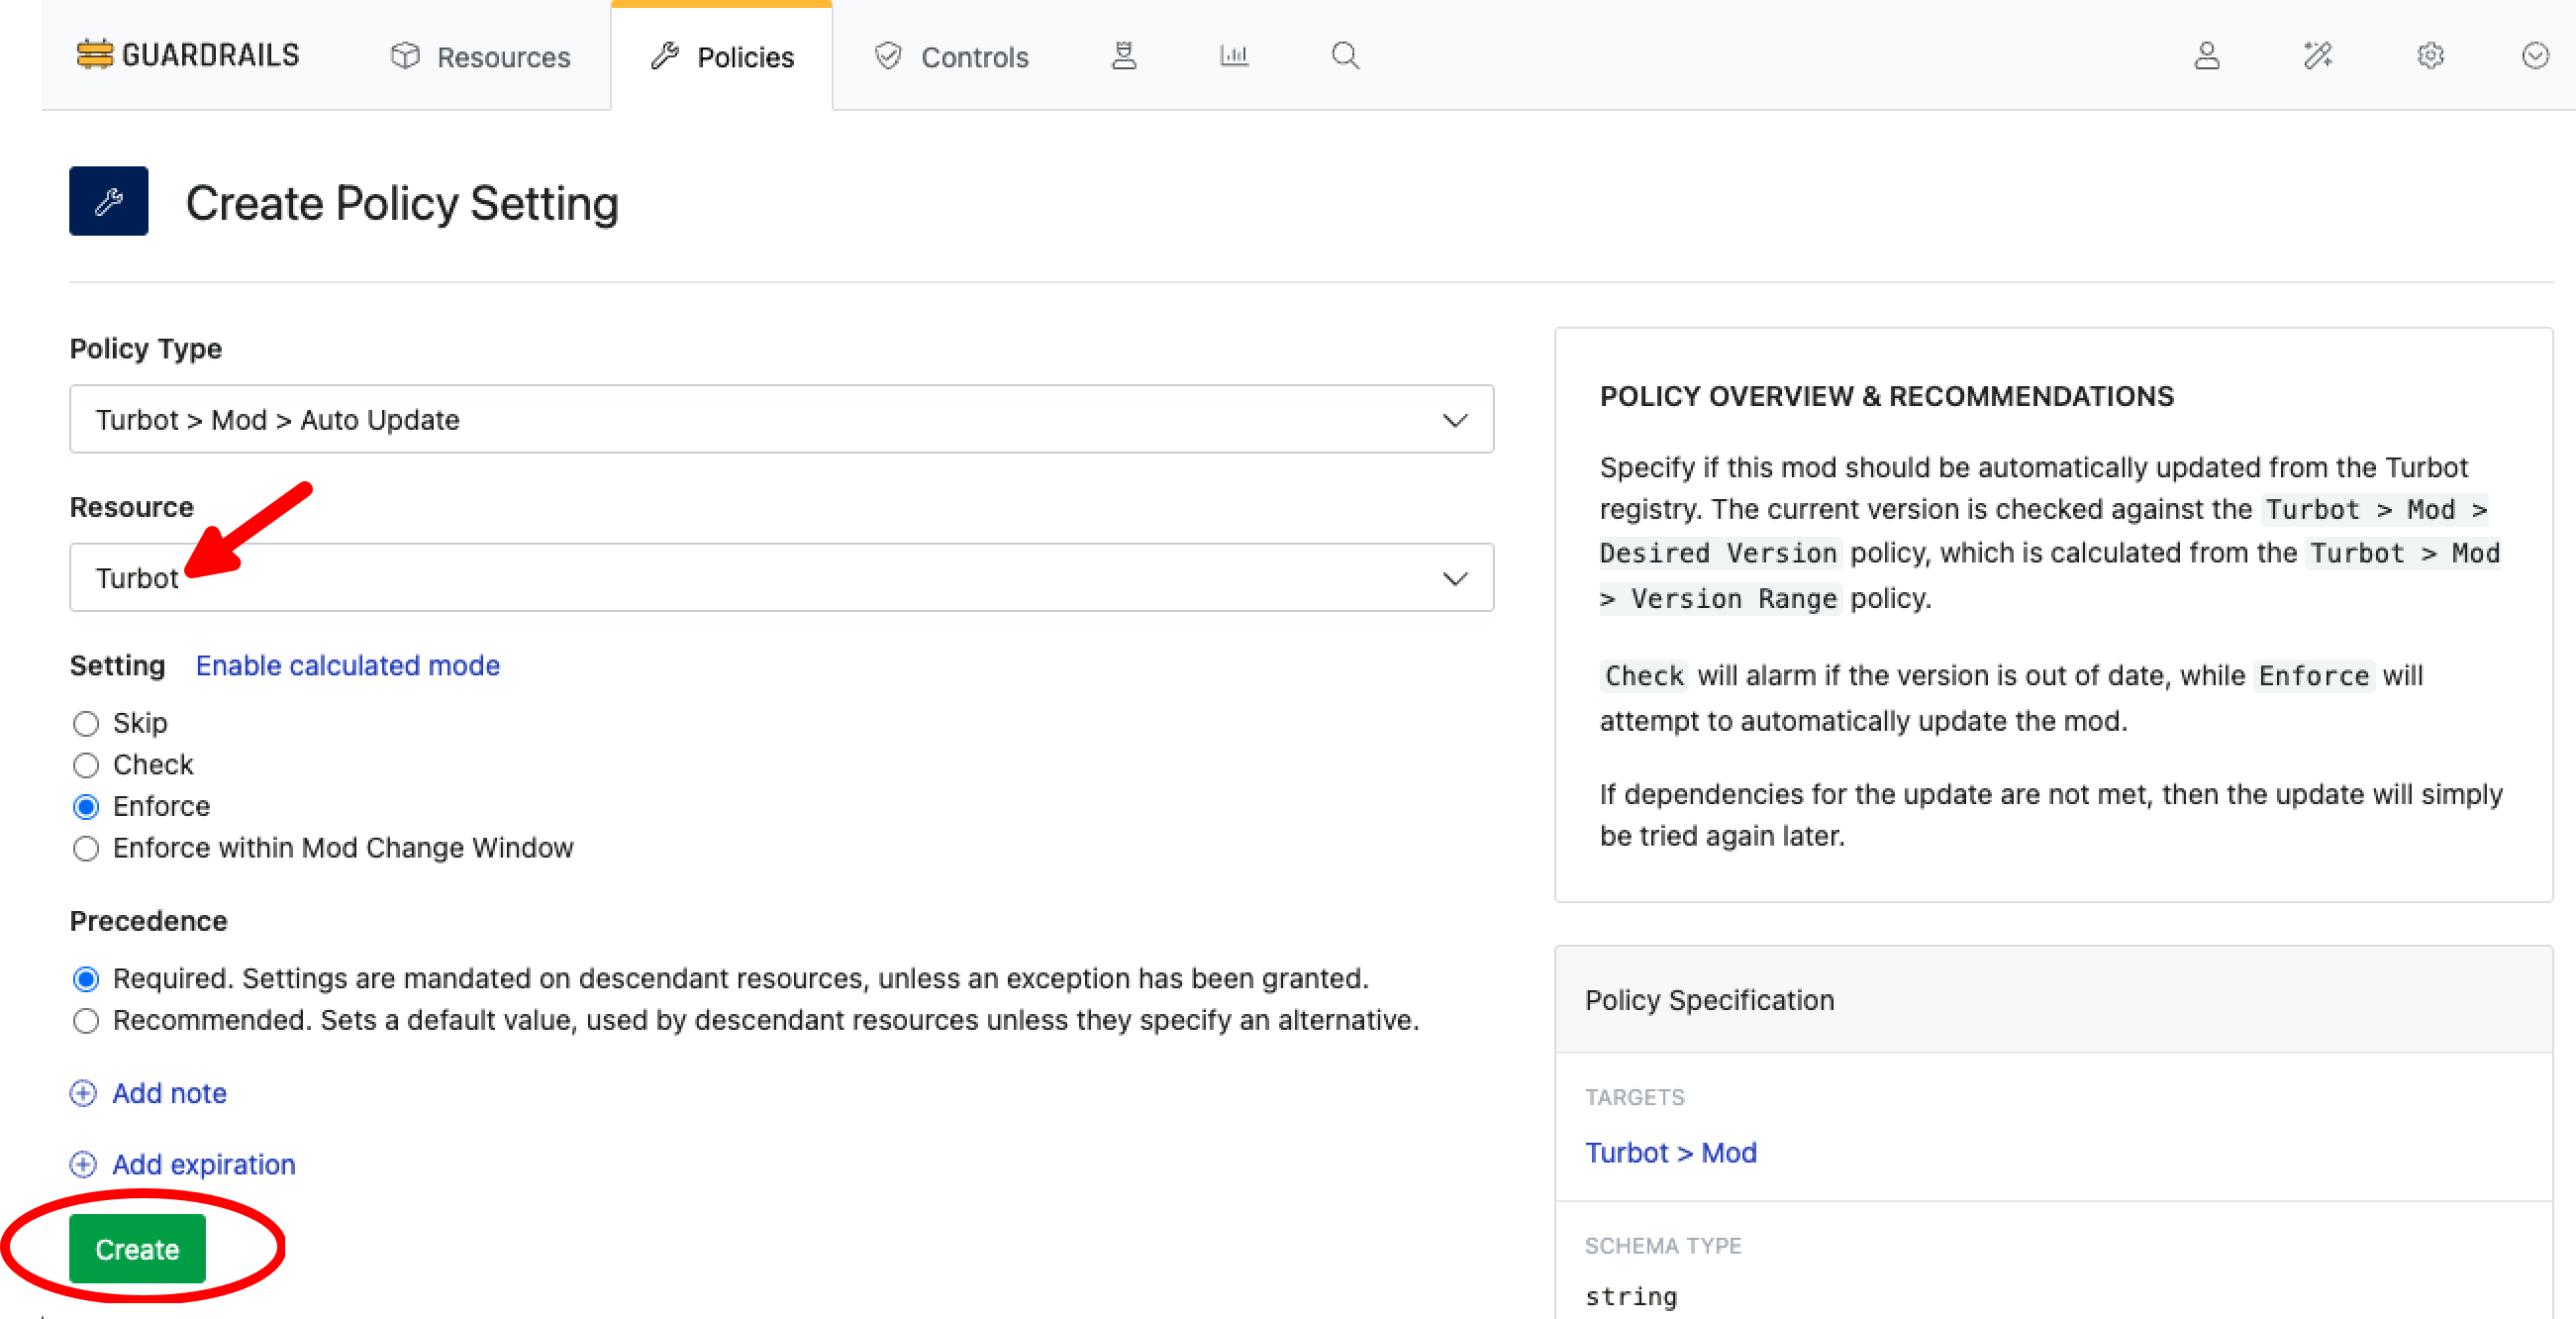 GUARDRAILS
Resources
Policies
Controls
Create Policy Setting
Policy Type
Turbot > Mod > Auto Update
Resource
Turbot
Setting Enable calculated mode
Skip
Check
Enforce
Enforce within Mod Change Window
Precedence
Required. Settings are mandated on descendant resources, unless an exception has been granted.
Recommended. Sets a default value, used by descendant resources unless they specify an alternative.
Add note
Add expiration
Create
POLICY OVERVIEW & RECOMMENDATIONS
Specify if this mod should be automatically updated from the Turbot
registry. The current version is checked against the Turbot > Mod >
Desired Version policy, which is calculated from the Turbot > Mod
> Version Range policy.
Check will alarm if the version is out of date, while Enforce will
attempt to automatically update the mod.
If dependencies for the update are not met, then the update will simply
be tried again later.
Policy Specification
TARGETS
Turbot > Mod
SCHEMA TYPE
string